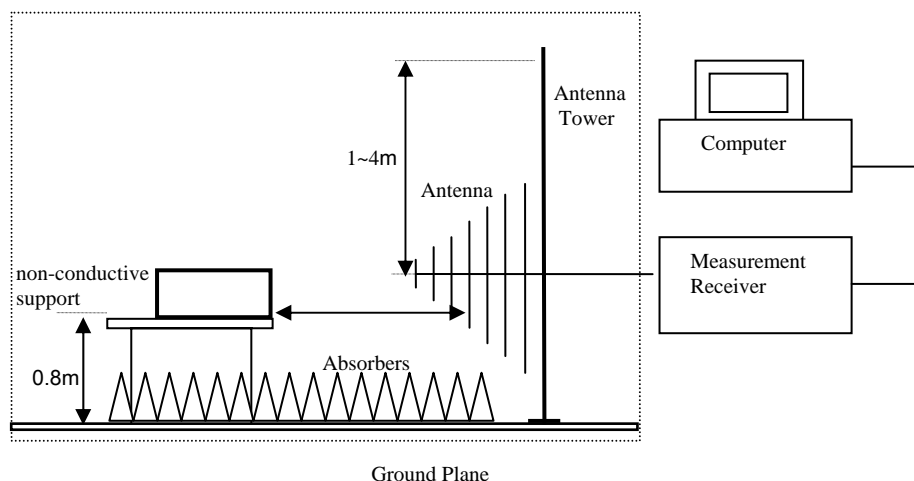 Antenna
Tower
1~4m
Antenna
Computer
Measurement
Receiver
non-conductive
support
0.8m
Absorbers
Ground Plane